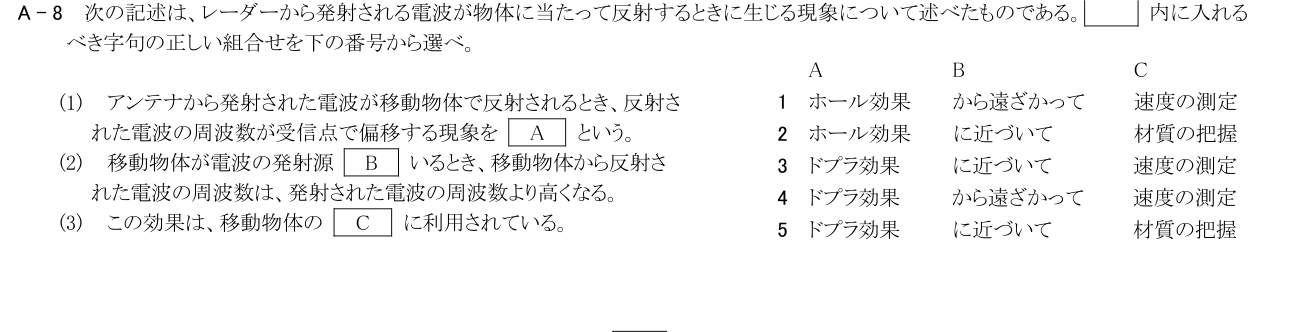 A－8　次の記述は、レーダーから発射される電波が物体に当たって反射するときに生じる現象について述べたものである。　　　内に入れる
べき字句の正しい組合せを下の番号から選べ。
(1)　アンテナから発射された電波が移動物体で反射されるとき、反射さ
れた電波の周波数が受信点で偏移する現象を A という。
(2)　移動物体が電波の発射源 B いるとき、移動物体から反射さ
れた電波の周波数は、発射された電波の周波数より高くなる。
(3)　この効果は、移動物体の C に利用されている。
A　B　C
1　ホール効果　から遠ざかって　速度の測定
2　ホール効果　に近づいて　材質の把握
3　ドプラ効果　に近づいて　速度の測定
4　ドプラ効果　から遠ざかって　速度の測定
5　ドプラ効果　に近づいて　材質の把握